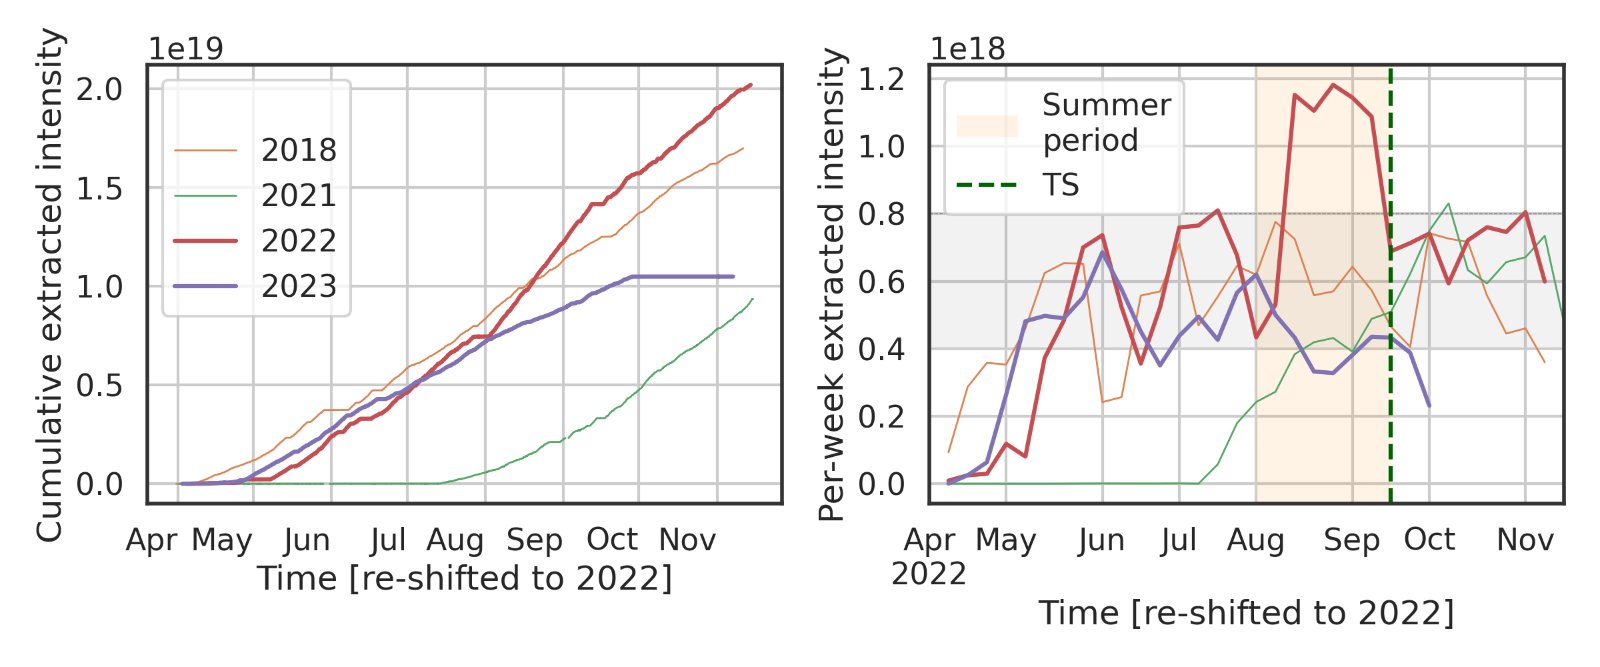 1e19
Cumulative extracted intensity
2.0
1.5
1.0
0.5
0.0
2018
2021
2022
2023
Apr May Jun Jul Aug Sep Oct Nov
Time [re-shifted to 2022]
1e18
Per-week extracted intensity
1.2
1.0
0.8
0.6
0.4
0.2
0.0
Summer
period
TS
Apr May Jun Jul Aug Sep Oct Nov
2022
Time [re-shifted to 2022]